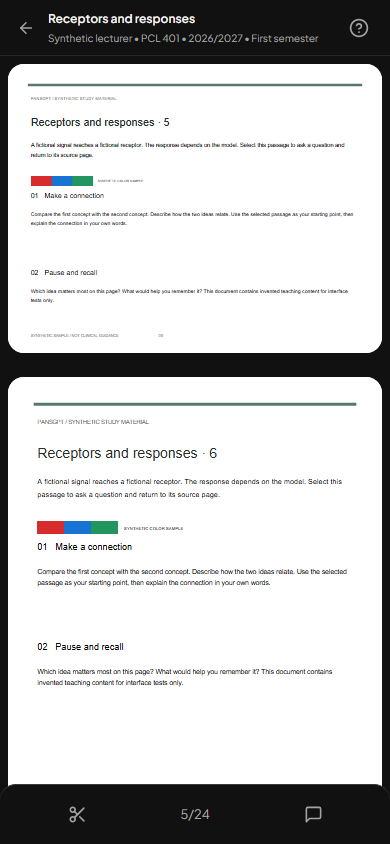 Receptors and responses
Synthetic lecturer • PCL 401 • 2026/2027 • First semester
PANSGPT / SYNTHETIC STUDY MATERIAL
Receptors and responses · 5
A fictional signal reaches a fictional receptor. The response depends on the model. Select this passage to ask a question and
return to its source page.
SYNTHETIC COLOR SAMPLE
01 Make a connection
Compare the first concept with the second concept. Describe how the two ideas relate. Use the selected passage as your starting point, then
explain the connection in your own words.
02 Pause and recall
Which idea matters most on this page? What would help you remember it? This document contains invented teaching content for interface
tests only.
SYNTHETIC SAMPLE / NOT CLINICAL GUIDANCE
PANSGPT / SYNTHETIC STUDY MATERIAL
Receptors and responses · 6
A fictional signal reaches a fictional receptor. The response depends on the model. Select this
passage to ask a question and return to its source page.
SYNTHETIC COLOR SAMPLE
01 Make a connection
Compare the first concept with the second concept. Describe how the two ideas relate. Use the selected
passage as your starting point, then explain the connection in your own words.
02 Pause and recall
Which idea matters most on this page? What would help you remember it? This document contains
invented teaching content for interface tests only.
5/24